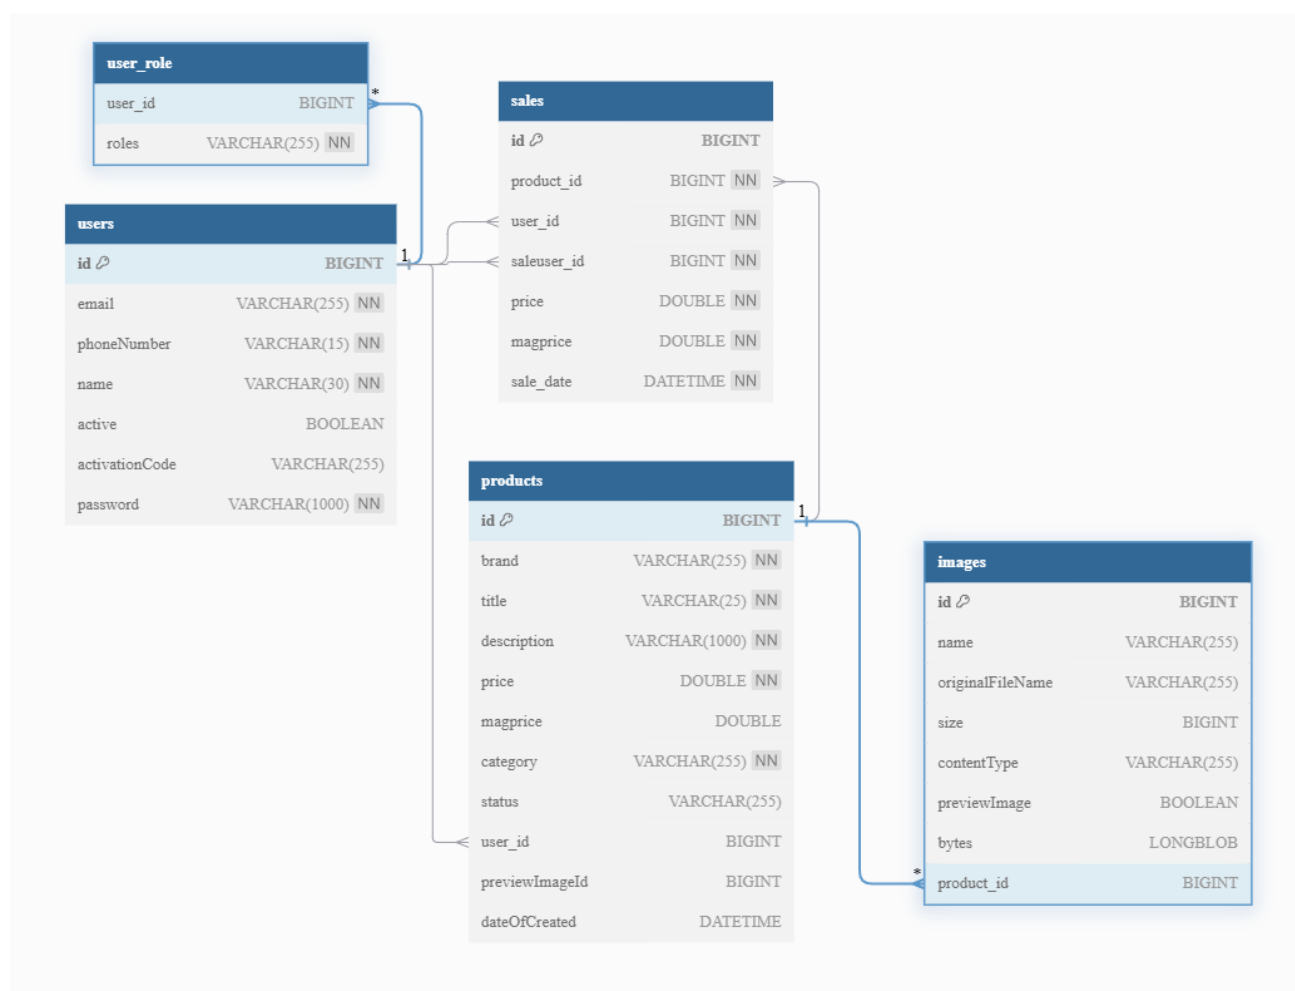 user_role
user_id BIGINT *
roles VARCHAR(255) NN
users
id BIGINT 1
email VARCHAR(255) NN
phoneNumber VARCHAR(15) NN
name VARCHAR(30) NN
active BOOLEAN
activationCode VARCHAR(255)
password VARCHAR(1000) NN
sales
id BIGINT
product_id BIGINT NN
user_id BIGINT NN
saleuser_id BIGINT NN
price DOUBLE NN
magprice DOUBLE NN
sale_date DATETIME NN
products
id BIGINT 1
brand VARCHAR(255) NN
title VARCHAR(25) NN
description VARCHAR(1000) NN
price DOUBLE NN
magprice DOUBLE
category VARCHAR(255) NN
status VARCHAR(255)
user_id BIGINT
previewImageId BIGINT
dateOfCreated DATETIME
images
id BIGINT
name VARCHAR(255)
originalFileName VARCHAR(255)
size BIGINT
contentType VARCHAR(255)
previewImage BOOLEAN
bytes LONGBLOB
* product_id BIGINT